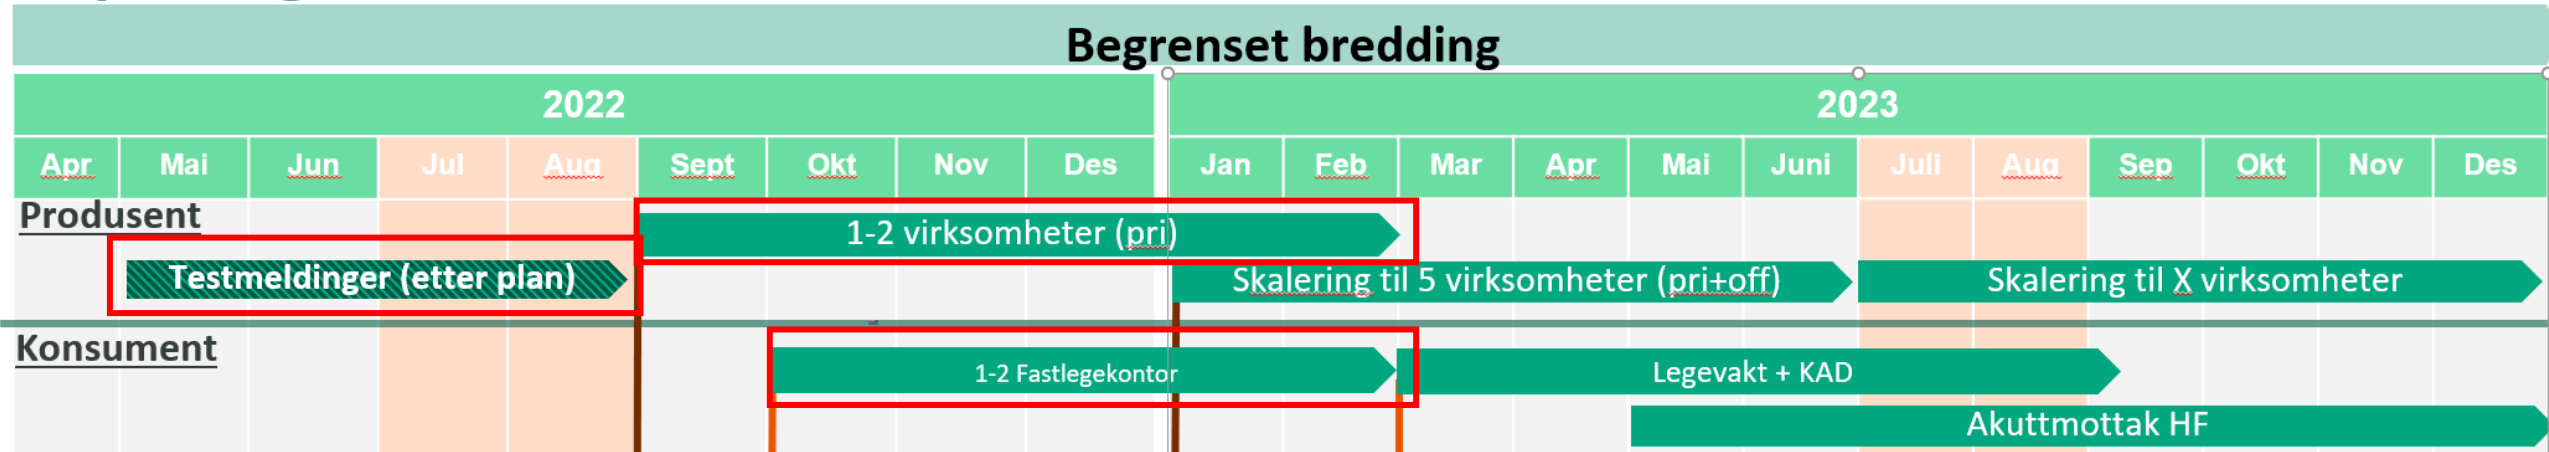 Begrenset bredding
2022
2023
Apr Mai Jun Jul Aug Sept Okt Nov Des Jan Feb Mar Apr Mai Juni Juli Aug Sep Okt Nov Des
Produsent
1-2 virksomheter (pri)
Testmeldinger (etter plan)
Skalering til 5 virksomheter (pri+off)
Skalering til X virksomheter
Konsument
1-2 Fastlegekontor
Legevakt + KAD
Akuttmottak HF